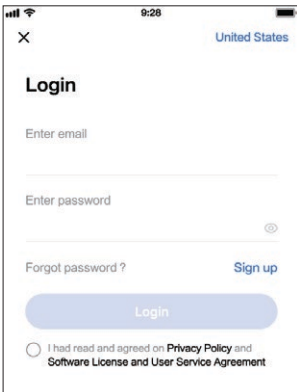 9:28
United States
Login
Enter email
Enter password
Forgot password ?
Sign up
Login
I had read and agreed on Privacy Policy and
Software License and User Service Agreement